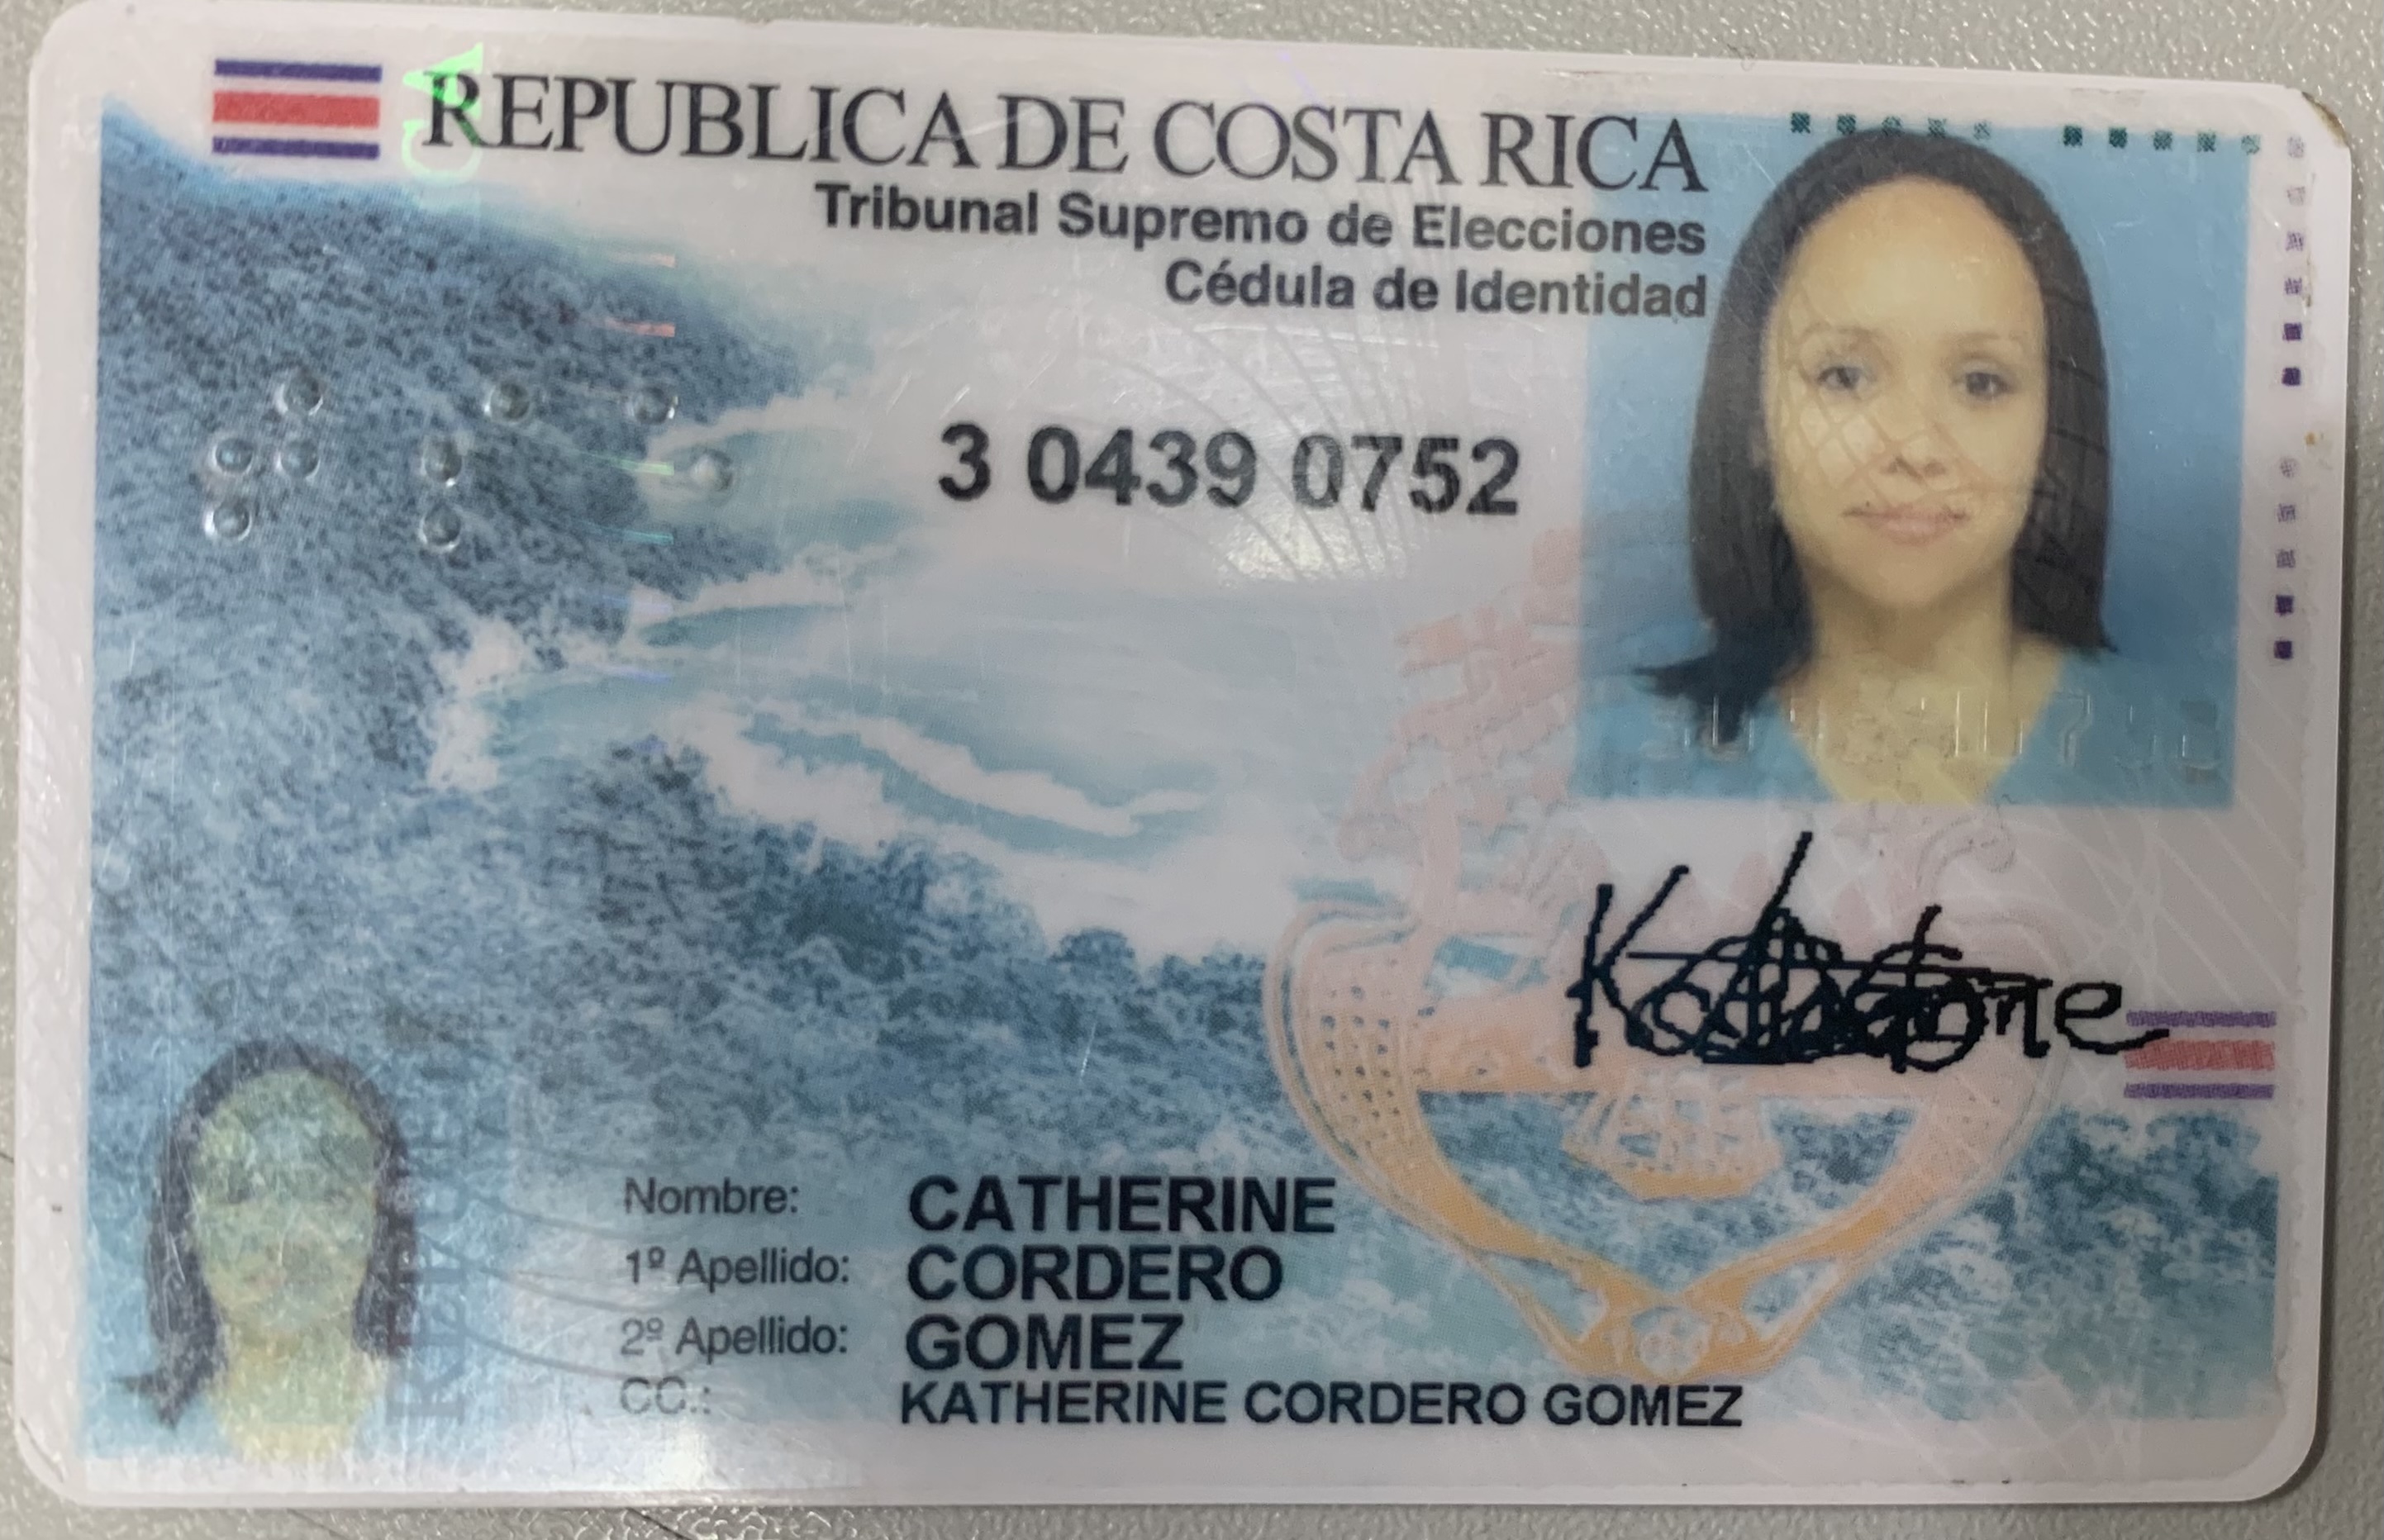 REPUBLICA DE COSTA RICA
Tribunal Supremo de Elecciones
Cédula de Identidad
3 0439 0752
Nombre: CATHERINE
1º Apellido: CORDERO
2º Apellido: GOMEZ
CC.: KATHERINE CORDERO GOMEZ